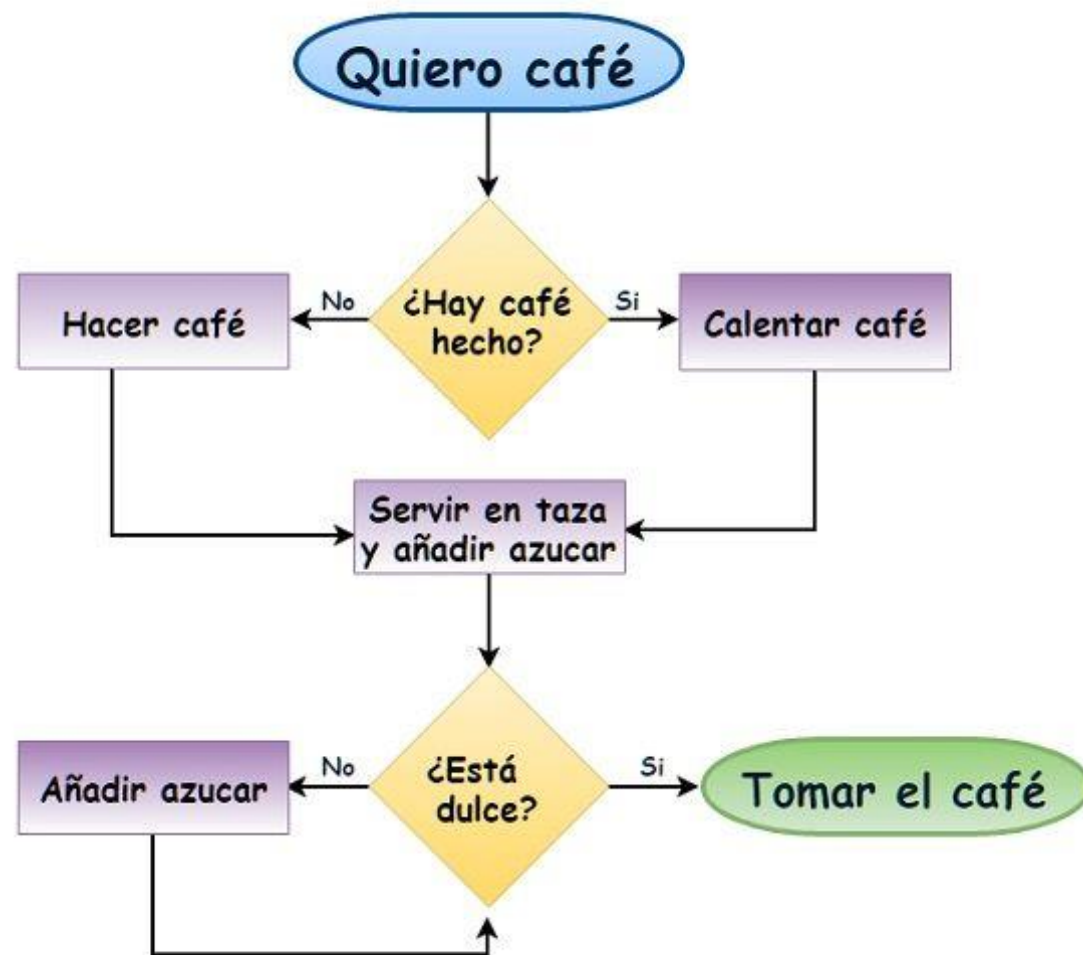 Quiero café
¿Hay café
hecho?
No
Si
Hacer café
Calentar café
Servir en taza
y añadir azucar
¿Está
dulce?
No
Si
Añadir azucar
Tomar el café